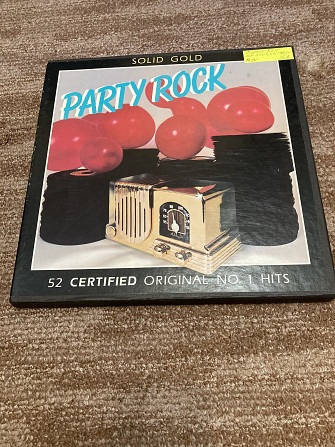 SOLID GOLD
PARTY ROCK
52 CERTIFIED ORIGINAL NO. 1 HITS